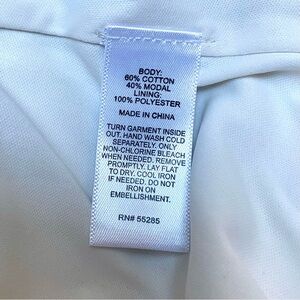 BODY:
60% COTTON
40% MODAL
LINING:
100% POLYESTER
MADE IN CHINA
TURN GARMENT INSIDE
OUT. HAND WASH COLD
SEPARATELY. ONLY
NON-CHLORINE BLEACH
WHEN NEEDED. REMOVE
PROMPTLY. LAY FLAT
TO DRY. COOL IRON
IF NEEDED. DO NOT
IRON ON
EMBELLISHMENT.
RN# 55285